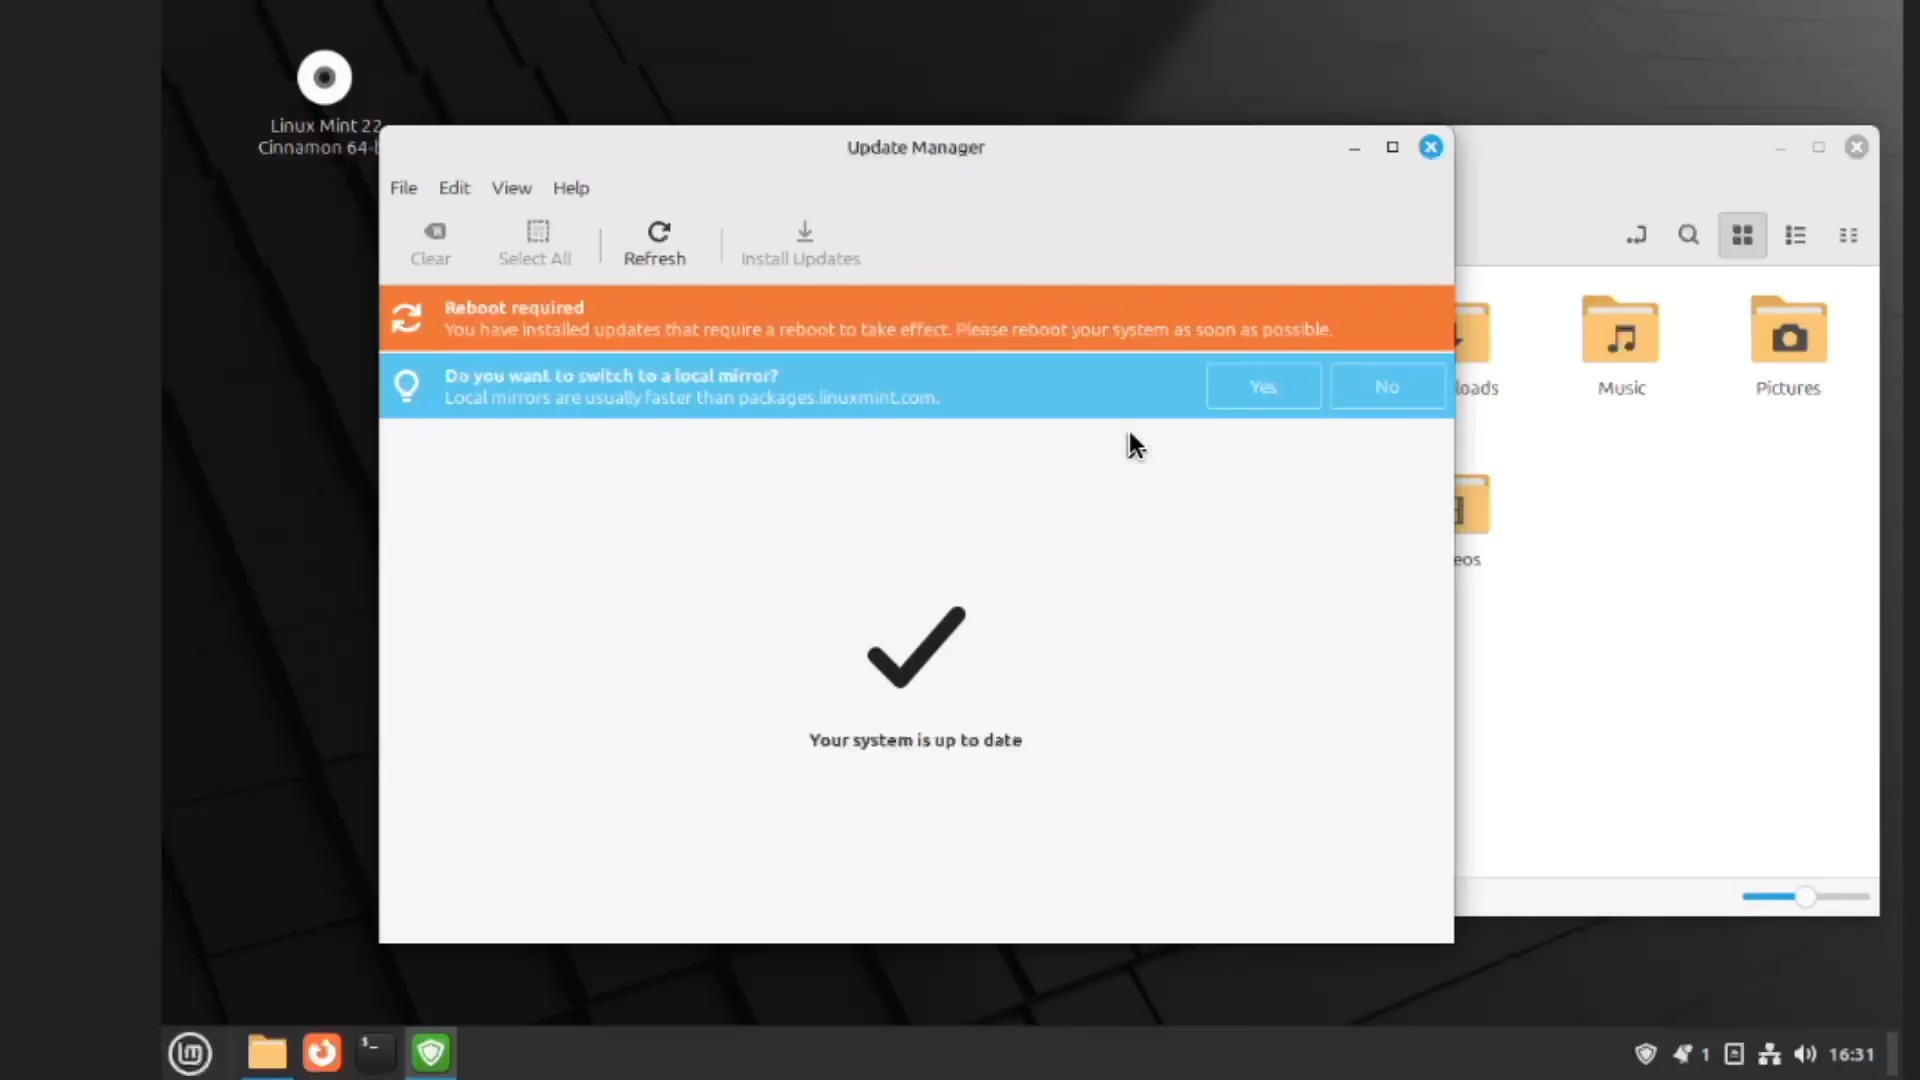 Linux Mint 22
Cinnamon 64-b
Update Manager
File Edit View Help
Clear Select All Refresh Install Updates
Reboot required
You have installed updates that require a reboot to take effect. Please reboot your system as soon as possible.
Do you want to switch to a local mirror?
Local mirrors are usually faster than packages.linuxmint.com.
Yes No
loads Music Pictures
eos
Your system is up to date
$_
1 16:31